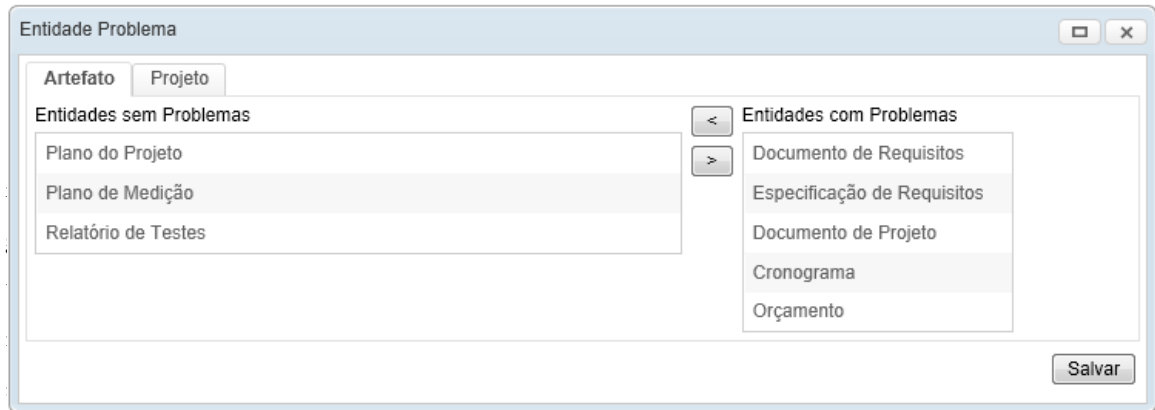 Entidade Problema
Artefato Projeto
Entidades sem Problemas
Plano do Projeto
Plano de Medição
Relatório de Testes
<
>
Entidades com Problemas
Documento de Requisitos
Especificação de Requisitos
Documento de Projeto
Cronograma
Orçamento
Salvar